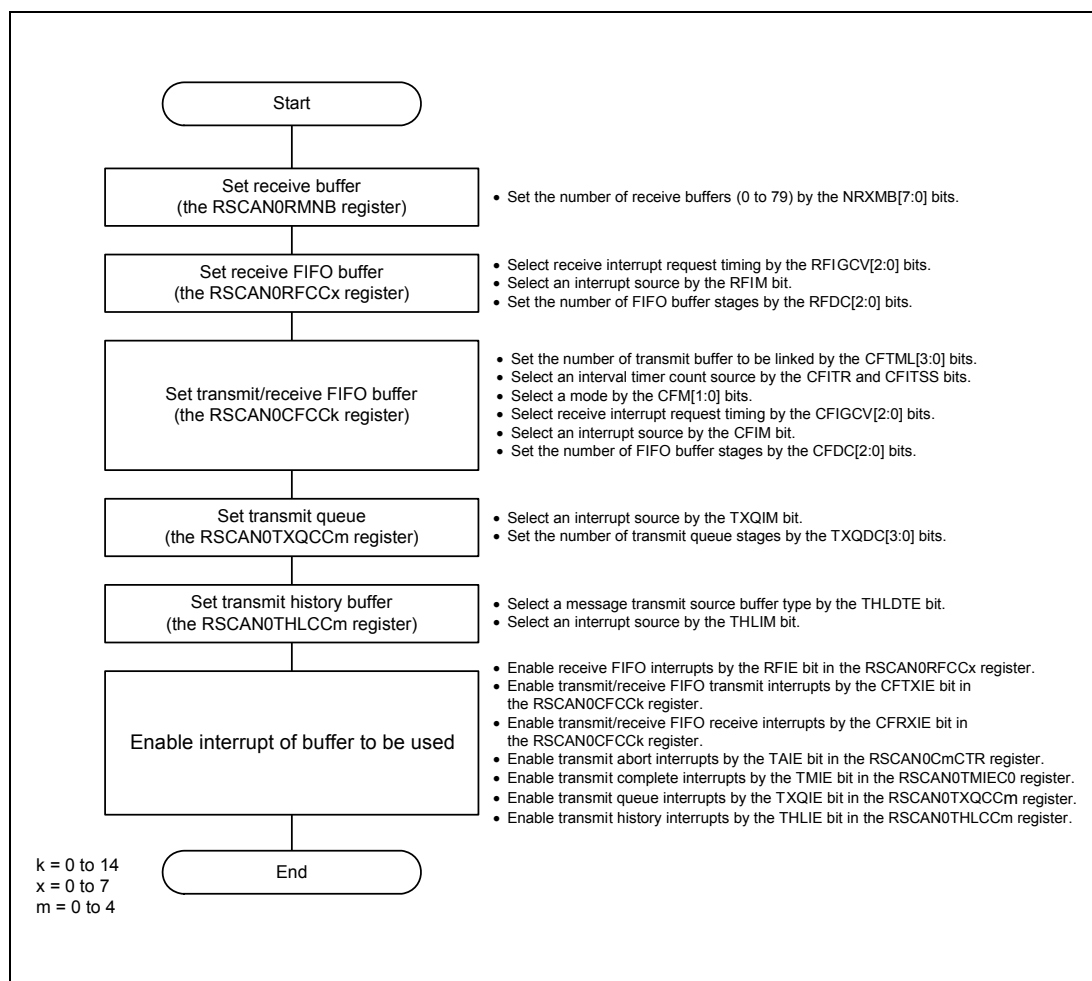 Start
Set receive buffer
(the RSCAN0RMNB register)
• Set the number of receive buffers (0 to 79) by the NRXMB[7:0] bits.
Set receive FIFO buffer
(the RSCAN0RFCCx register)
• Select receive interrupt request timing by the RFIGCV[2:0] bits.
• Select an interrupt source by the RFIM bit.
• Set the number of FIFO buffer stages by the RFDC[2:0] bits.
Set transmit/receive FIFO buffer
(the RSCAN0CFCCk register)
• Set the number of transmit buffer to be linked by the CFTML[3:0] bits.
• Select an interval timer count source by the CFITR and CFITSS bits.
• Select a mode by the CFM[1:0] bits.
• Select receive interrupt request timing by the CFIGCV[2:0] bits.
• Select an interrupt source by the CFIM bit.
• Set the number of FIFO buffer stages by the CFDC[2:0] bits.
Set transmit queue
(the RSCAN0TXQCCm register)
• Select an interrupt source by the TXQIM bit.
• Set the number of transmit queue stages by the TXQDC[3:0] bits.
Set transmit history buffer
(the RSCAN0THLCCm register)
• Select a message transmit source buffer type by the THLDTE bit.
• Select an interrupt source by the THLIM bit.
Enable interrupt of buffer to be used
• Enable receive FIFO interrupts by the RFIE bit in the RSCAN0RFCCx register.
• Enable transmit/receive FIFO transmit interrupts by the CFTXIE bit in
the RSCAN0CFCCk register.
• Enable transmit/receive FIFO receive interrupts by the CFRXIE bit in
the RSCAN0CFCCk register.
• Enable transmit abort interrupts by the TAIE bit in the RSCAN0CmCTR register.
• Enable transmit complete interrupts by the TMIE bit in the RSCAN0TMIEC0 register.
• Enable transmit queue interrupts by the TXQIE bit in the RSCAN0TXQCCm register.
• Enable transmit history interrupts by the THLIE bit in the RSCAN0THLCCm register.
End
k = 0 to 14
x = 0 to 7
m = 0 to 4